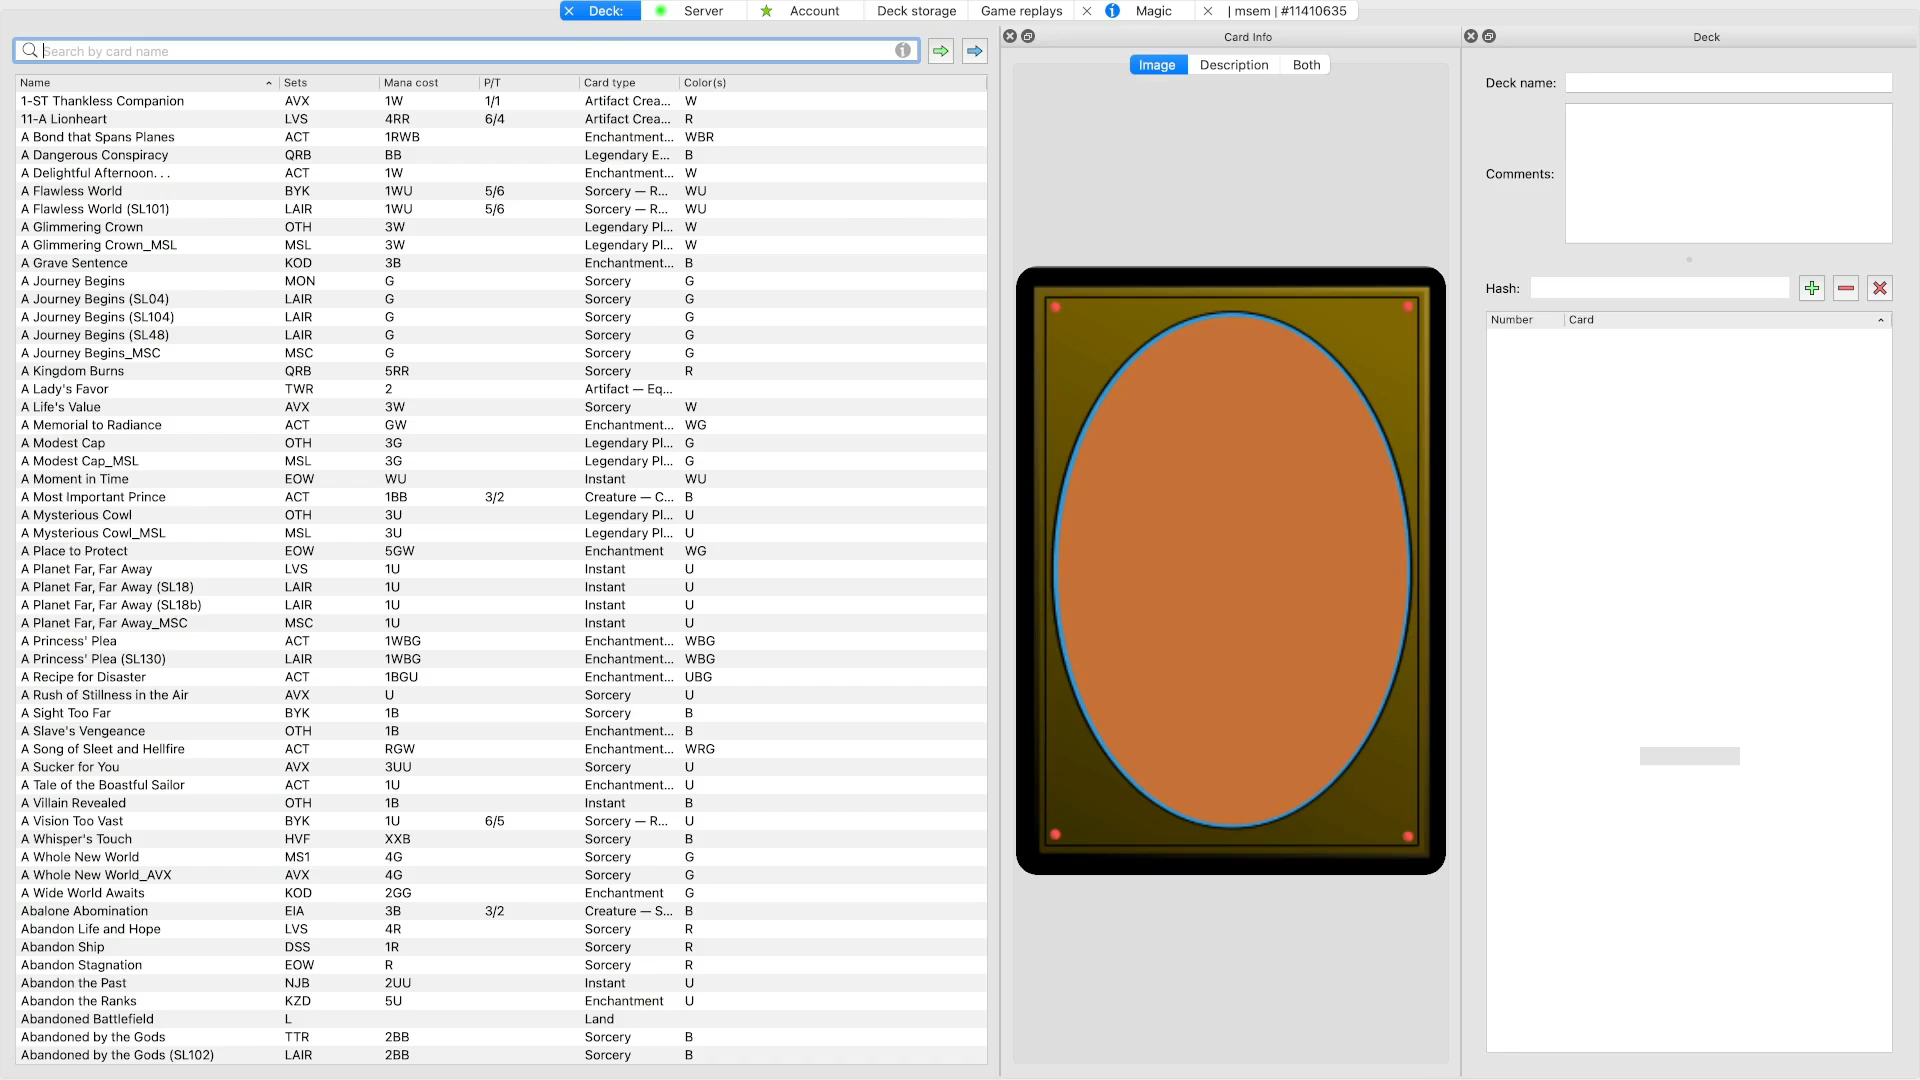 Deck: Server Account Deck storage Game replays Magic | msem | #11410635
Search by card name
Card Info
Deck
Image Description Both
Deck name:
Comments:
Hash:
Number Card
Name Sets Mana cost P/T Card type Color(s)
1-ST Thankless Companion AVX 1W 1/1 Artifact Crea... W
11-A Lionheart LVS 4RR 6/4 Artifact Crea... R
A Bond that Spans Planes ACT 1RWB Enchantment... WBR
A Dangerous Conspiracy QRB BB Legendary E... B
A Delightful Afternoon. . . ACT 1W Enchantment... W
A Flawless World BYK 1WU 5/6 Sorcery — R... WU
A Flawless World (SL101) LAIR 1WU 5/6 Sorcery — R... WU
A Glimmering Crown OTH 3W Legendary Pl... W
A Glimmering Crown_MSL MSL 3W Legendary Pl... W
A Grave Sentence KOD 3B Enchantment... B
A Journey Begins MON G Sorcery G
A Journey Begins (SL04) LAIR G Sorcery G
A Journey Begins (SL104) LAIR G Sorcery G
A Journey Begins (SL48) LAIR G Sorcery G
A Journey Begins_MSC MSC G Sorcery G
A Kingdom Burns QRB 5RR Sorcery R
A Lady's Favor TWR 2 Artifact — Eq...
A Life's Value AVX 3W Sorcery W
A Memorial to Radiance ACT GW Enchantment... WG
A Modest Cap OTH 3G Legendary Pl... G
A Modest Cap_MSL MSL 3G Legendary Pl... G
A Moment in Time EOW WU Instant WU
A Most Important Prince ACT 1BB 3/2 Creature — C... B
A Mysterious Cowl OTH 3U Legendary Pl... U
A Mysterious Cowl_MSL MSL 3U Legendary Pl... U
A Place to Protect EOW 5GW Enchantment WG
A Planet Far, Far Away LVS 1U Instant U
A Planet Far, Far Away (SL18) LAIR 1U Instant U
A Planet Far, Far Away (SL18b) LAIR 1U Instant U
A Planet Far, Far Away_MSC MSC 1U Instant U
A Princess' Plea ACT 1WBG Enchantment... WBG
A Princess' Plea (SL130) LAIR 1WBG Enchantment... WBG
A Recipe for Disaster ACT 1BGU Enchantment... UBG
A Rush of Stillness in the Air AVX U Sorcery U
A Sight Too Far BYK 1B Sorcery B
A Slave's Vengeance OTH 1B Enchantment... B
A Song of Sleet and Hellfire ACT RGW Enchantment... WRG
A Sucker for You AVX 3UU Sorcery U
A Tale of the Boastful Sailor ACT 1U Enchantment... U
A Villain Revealed OTH 1B Instant B
A Vision Too Vast BYK 1U 6/5 Sorcery — R... U
A Whisper's Touch HVF XXB Sorcery B
A Whole New World MS1 4G Sorcery G
A Whole New World_AVX AVX 4G Sorcery G
A Wide World Awaits KOD 2GG Enchantment G
Abalone Abomination EIA 3B 3/2 Creature — S... B
Abandon Life and Hope LVS 4R Sorcery R
Abandon Ship DSS 1R Sorcery R
Abandon Stagnation EOW R Sorcery R
Abandon the Past NJB 2UU Instant U
Abandon the Ranks KZD 5U Enchantment U
Abandoned Battlefield L Land
Abandoned by the Gods TTR 2BB Sorcery B
Abandoned by the Gods (SL102) LAIR 2BB Sorcery B